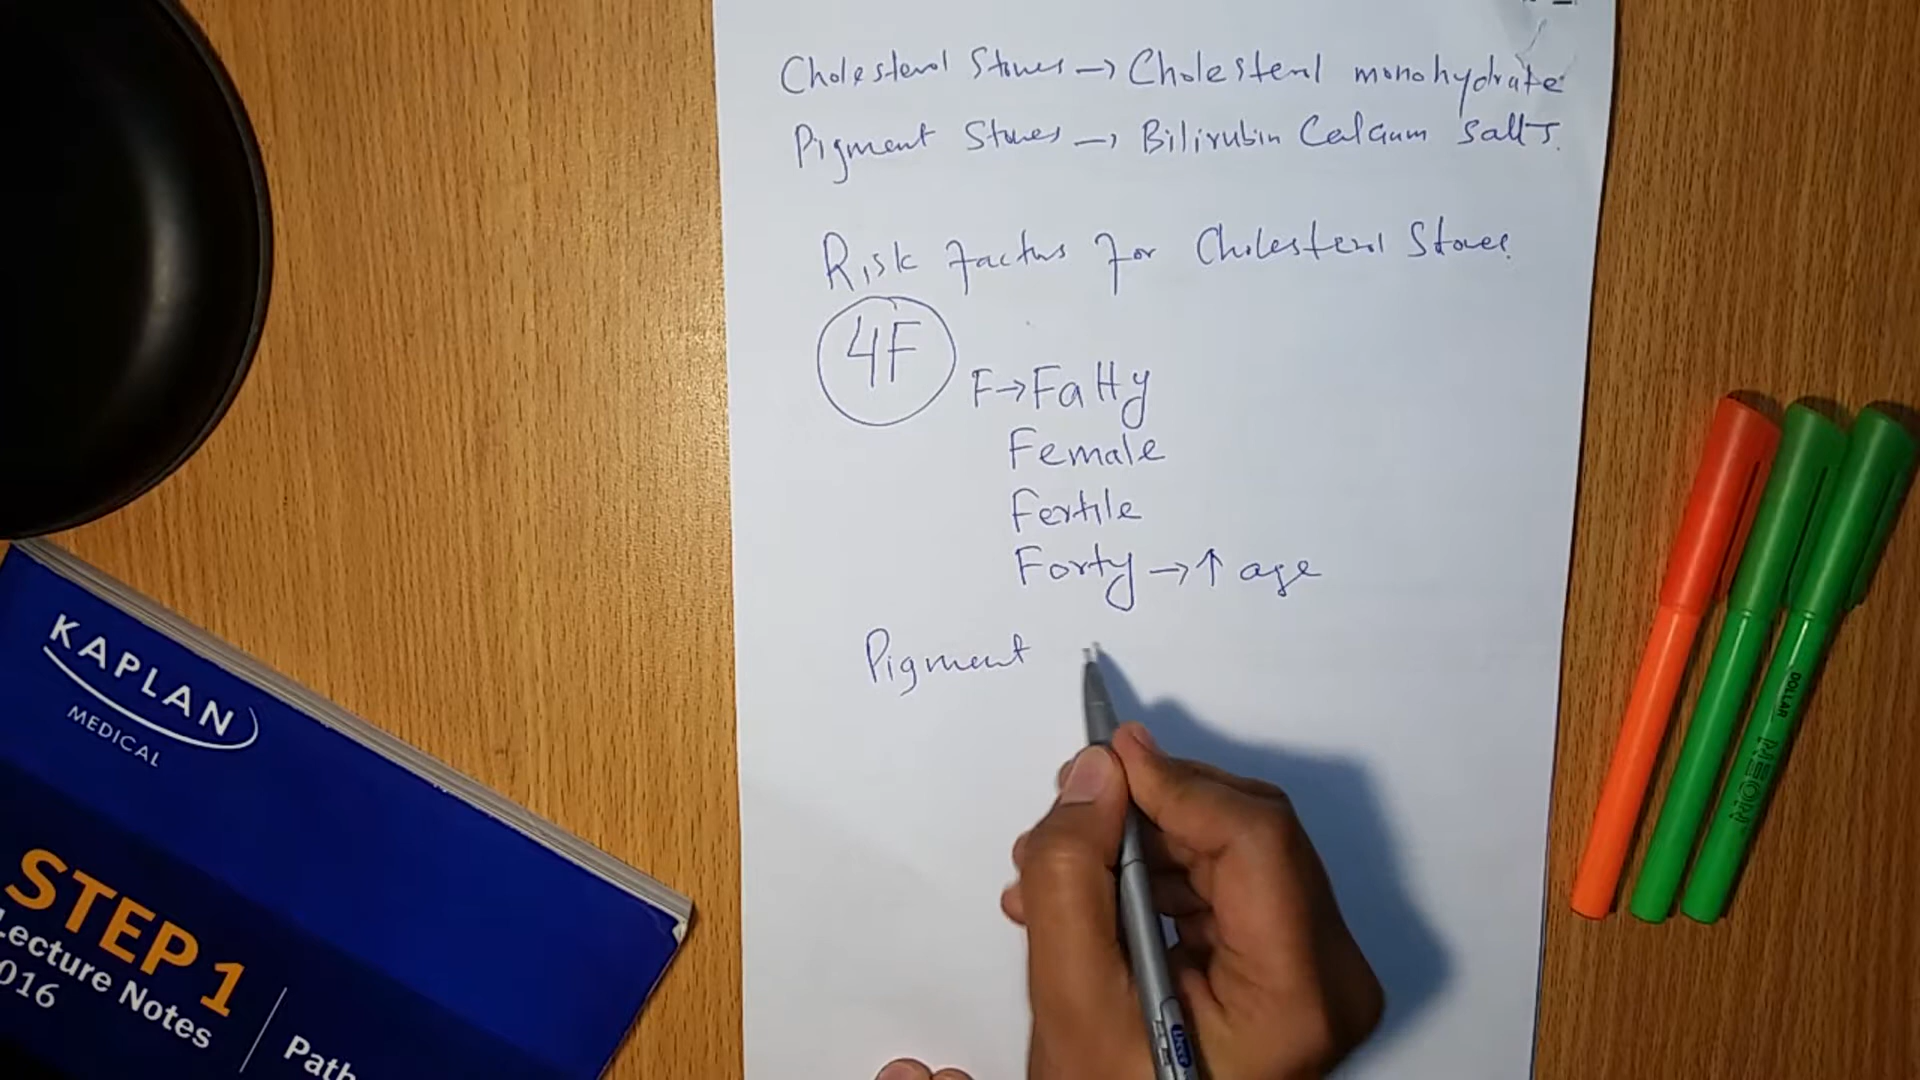 Cholesterol Stones → Cholesterol monohydrate
Pigment Stones → Bilirubin Calcium Salts.
Risk factors for Cholesterol Stones.
4F
F→Fatty
Female
Fertile
Forty →↑ age
Pigment
KAPLAN
MEDICAL
STEP 1
Lecture Notes
016
Path
DOLLAR
NEON